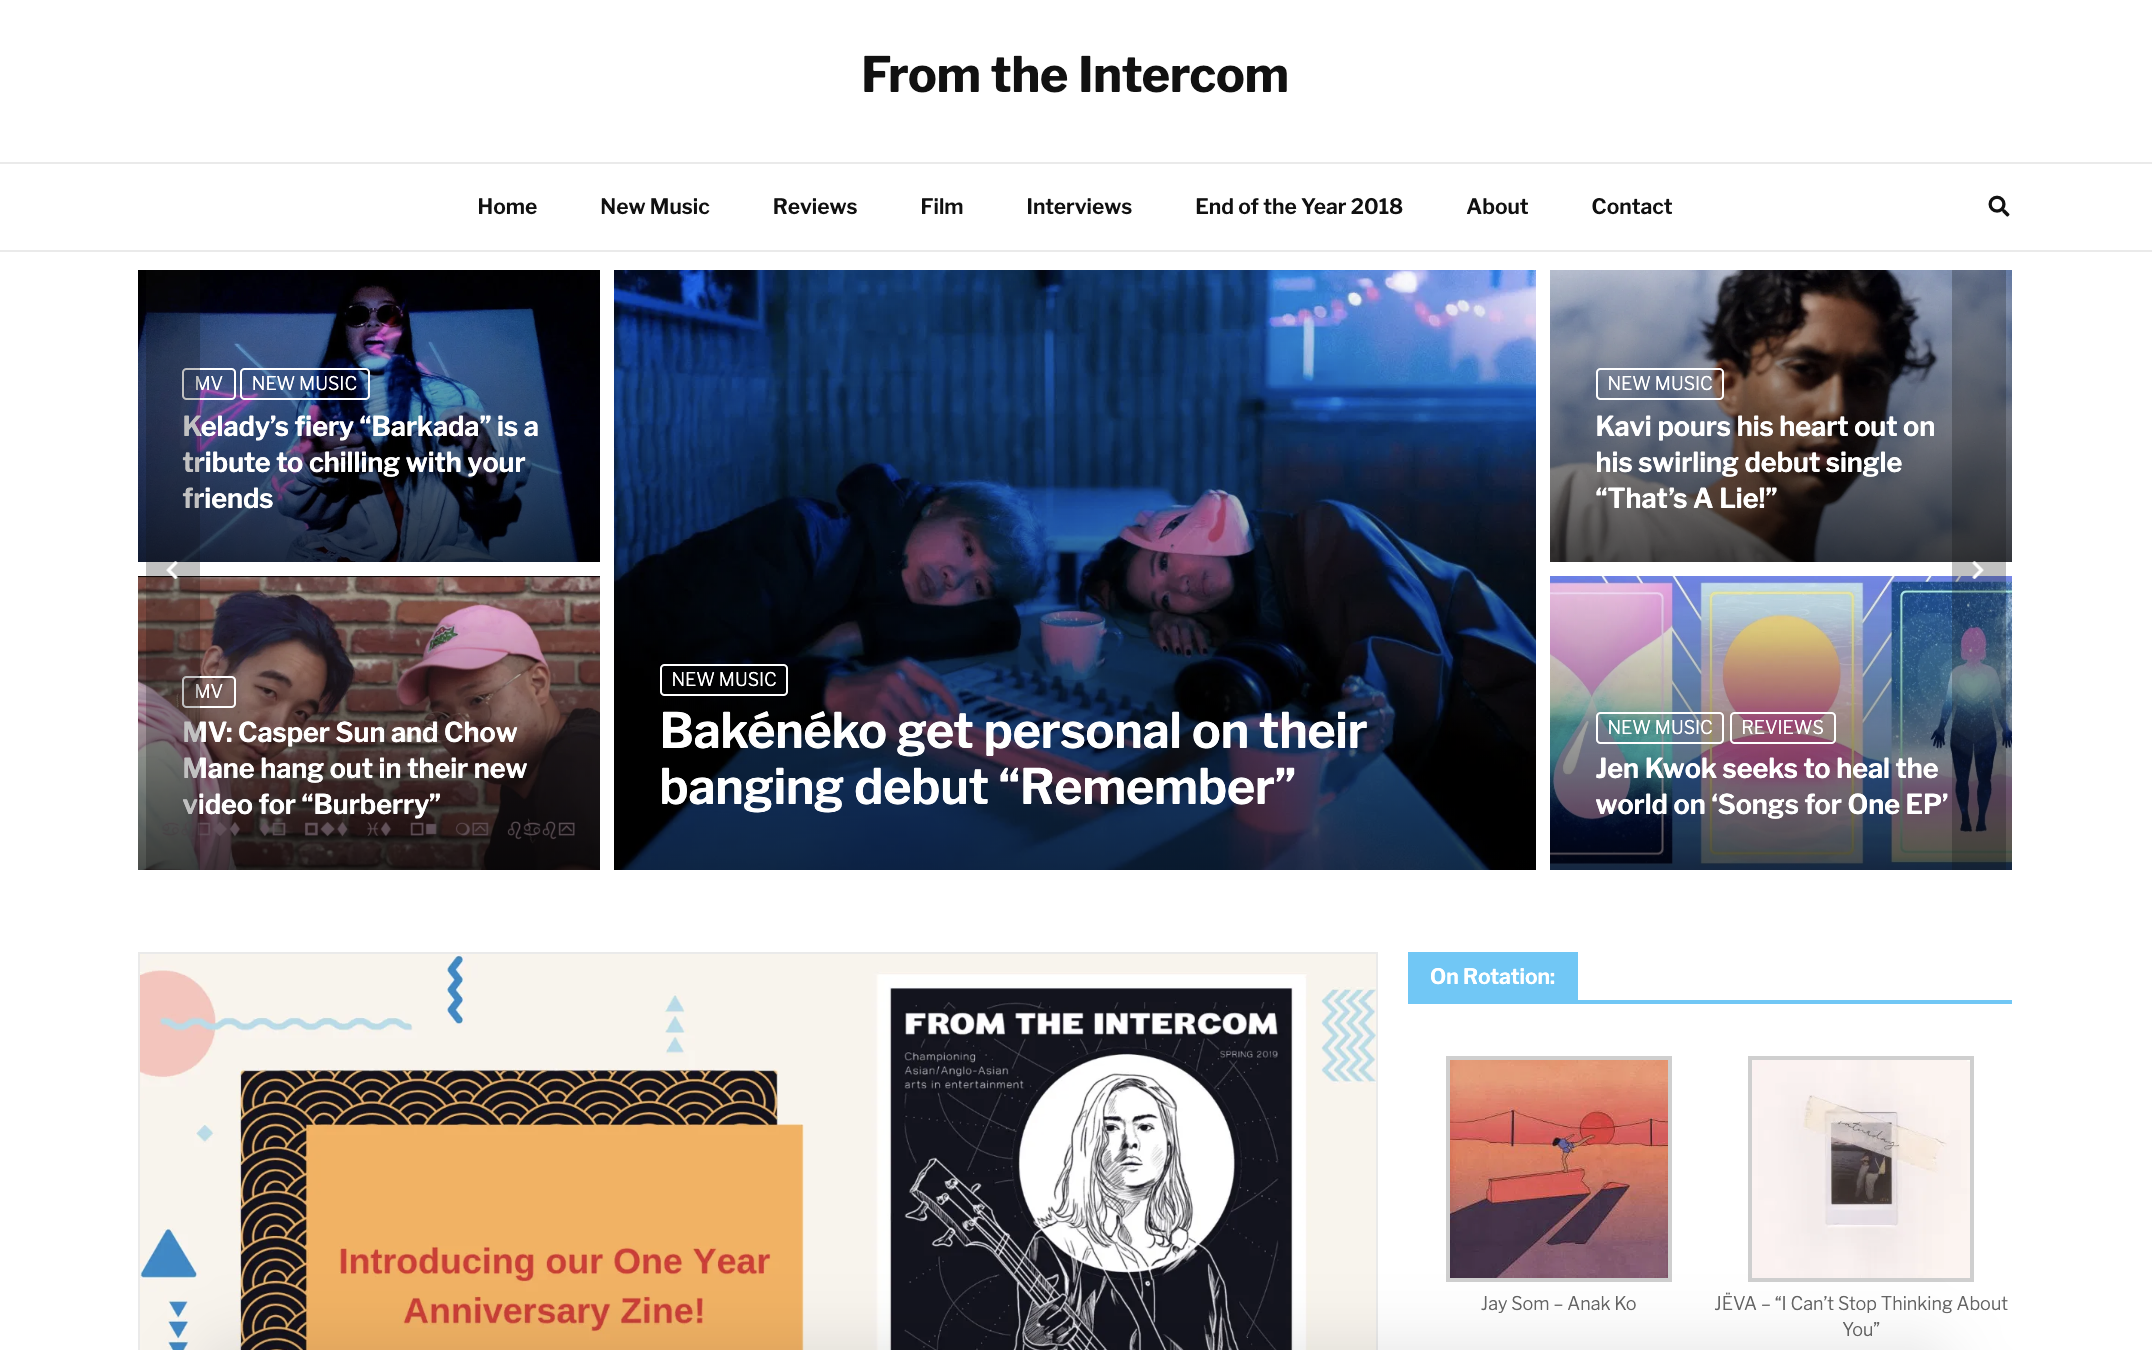 From the Intercom
Home New Music Reviews Film Interviews End of the Year 2018 About Contact
MV NEW MUSIC
Kelady’s fiery “Barkada” is a
tribute to chilling with your
friends
MV
MV: Casper Sun and Chow
Mane hang out in their new
video for “Burberry”
NEW MUSIC
Bakénéko get personal on their
banging debut “Remember”
NEW MUSIC
Kavi pours his heart out on
his swirling debut single
“That’s A Lie!”
NEW MUSIC REVIEWS
Jen Kwok seeks to heal the
world on ‘Songs for One EP’
Introducing our One Year
Anniversary Zine!
FROM THE INTERCOM
SPRING 2019
Championing
Asian/Anglo-Asian
arts in entertainment
On Rotation:
saturday
Jay Som – Anak Ko
JËVA – “I Can’t Stop Thinking About
You”